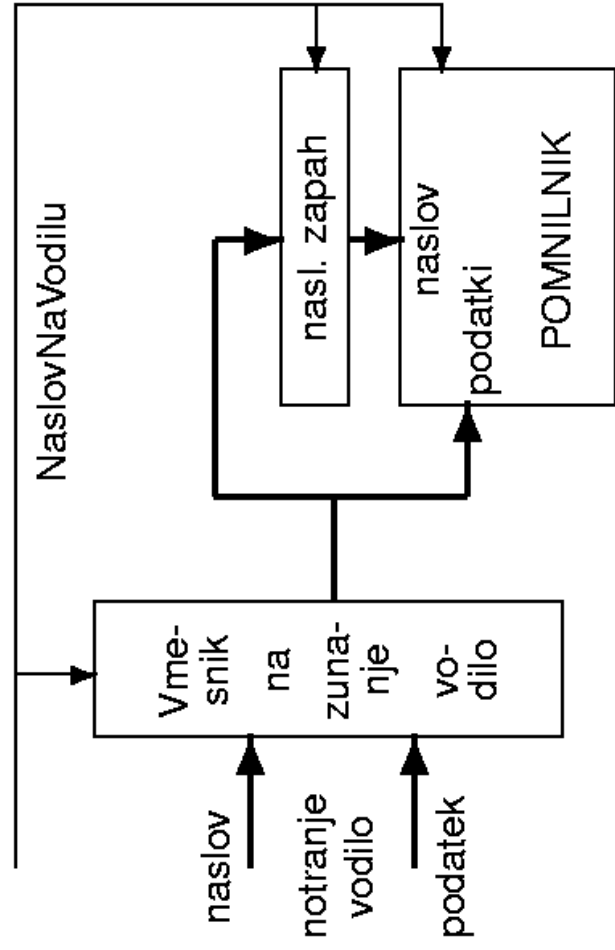 NaslovNaVodilu
naslov
notranje
vodilo
podatek
Vme-
snik
na
zuna-
nje
vo-
dilo
nasl. zapah
naslov
podatki
POMNILNIK